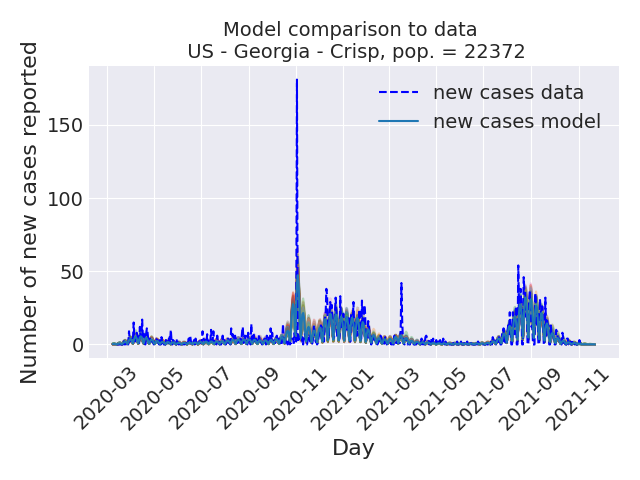 Model comparison to data
US - Georgia - Crisp, pop. = 22372
Number of new cases reported
150
100
50
0
new cases data
new cases model
2020-03
2020-05
2020-07
2020-09
2020-11
2021-01
2021-03
2021-05
2021-07
2021-09
2021-11
Day